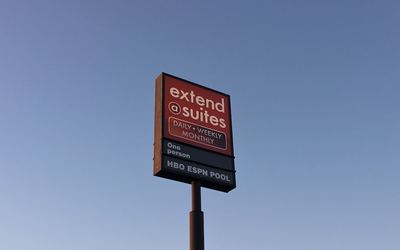 extend
a suites
DAILY • WEEKLY
MONTHLY
One
person
HBO ESPN POOL